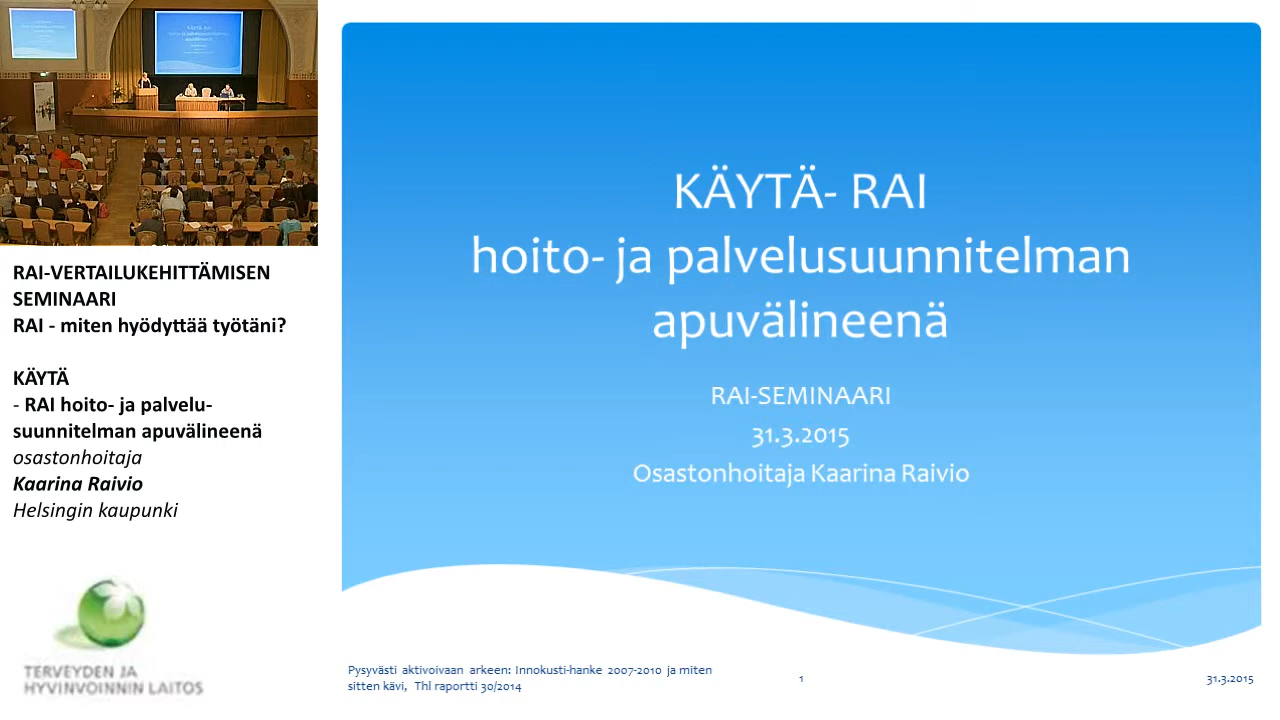 RAI-VERTAILUKEHITTÄMISEN
SEMINAARI
RAI - miten hyödyttää työtäni?
KÄYTÄ
- RAI hoito- ja palvelu-
suunnitelman apuvälineenä
osastonhoitaja
Kaarina Raivio
Helsingin kaupunki
TERVEYDEN JA
HYVINVOINNIN LAITOS
KÄYTÄ- RAI
hoito- ja palvelusuunnitelman
apuvälineenä
RAI-SEMINAARI
31.3.2015
Osastonhoitaja Kaarina Raivio
Pysyvästi aktivoivaan arkeen: Innokusti-hanke 2007-2010 ja miten
sitten kävi, Thl raportti 30/2014
1
31.3.2015